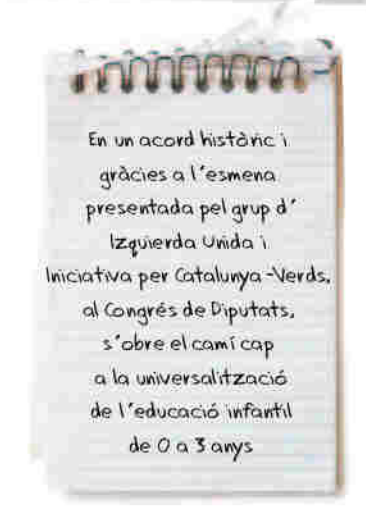 En un acord històric i
gràcies a l´esmena
presentada pel grup d´
Izquierda Unida i
Iniciativa per Catalunya-Verds,
al Congrés de Diputats,
s´obre el camí cap
a la universalització
de l´educació infantil
de 0 a 3 anys